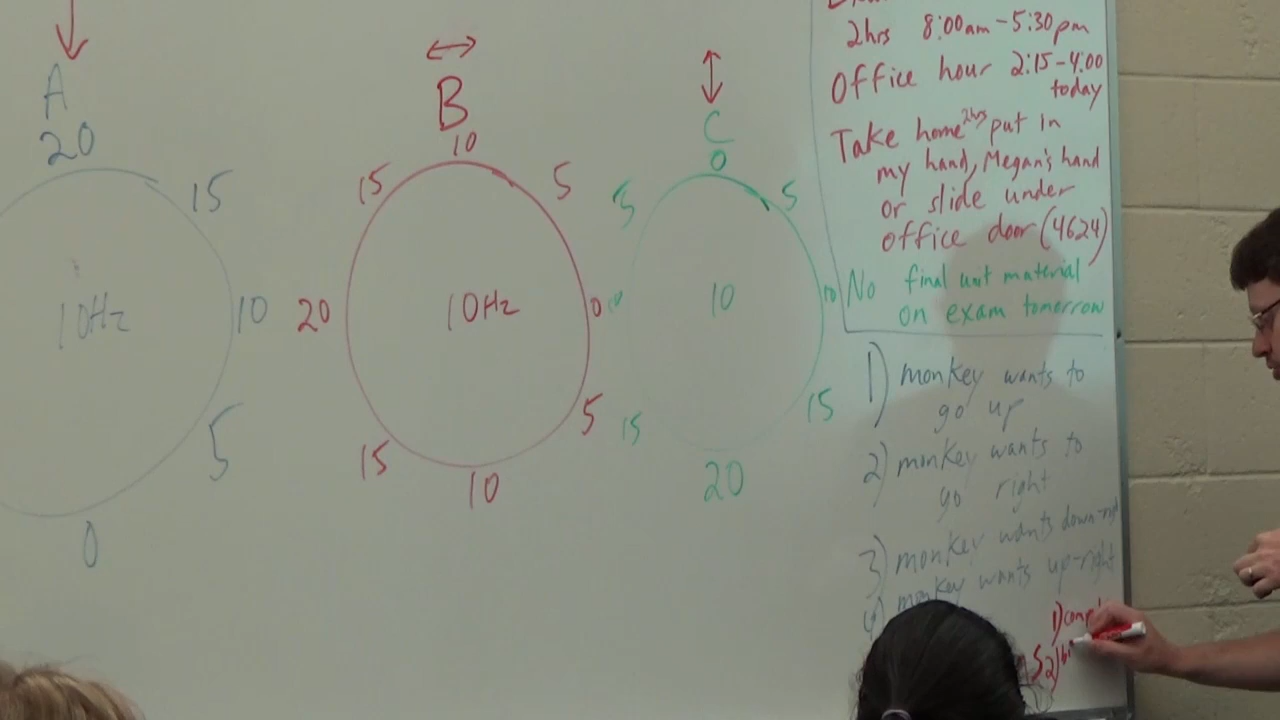 A
20
15
10Hz
10
5
0
B
10
15
5
20
10Hz
0
15
5
10
C
0
5
5
10
10
10
15
15
20
2hrs 8:00am-5:30pm
Office hour 2:15-4:00
today
Take home 2hrs put in
my hand, Megan's hand
or slide under
office door (4624)
No final unit material
on exam tomorrow
1) monkey wants to
go up
2) monkey wants to
go right
3) monkey wants down-right
4) monkey wants up-right
1)
2)